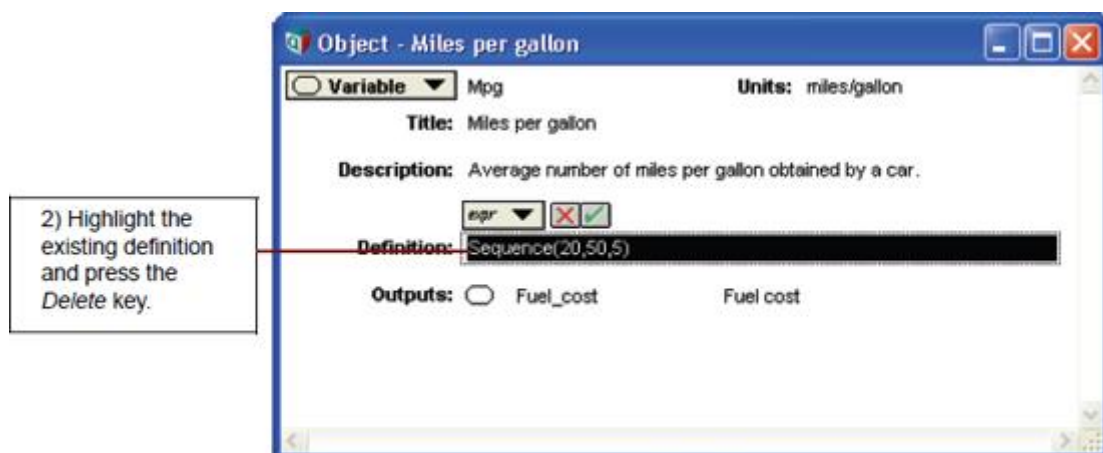 Object - Miles per gallon
Variable Mpg Units: miles/gallon
Title: Miles per gallon
Description: Average number of miles per gallon obtained by a car.
expr
2) Highlight the
existing definition
and press the
Delete key.
Definition: Sequence(20,50,5)
Outputs: Fuel_cost Fuel cost